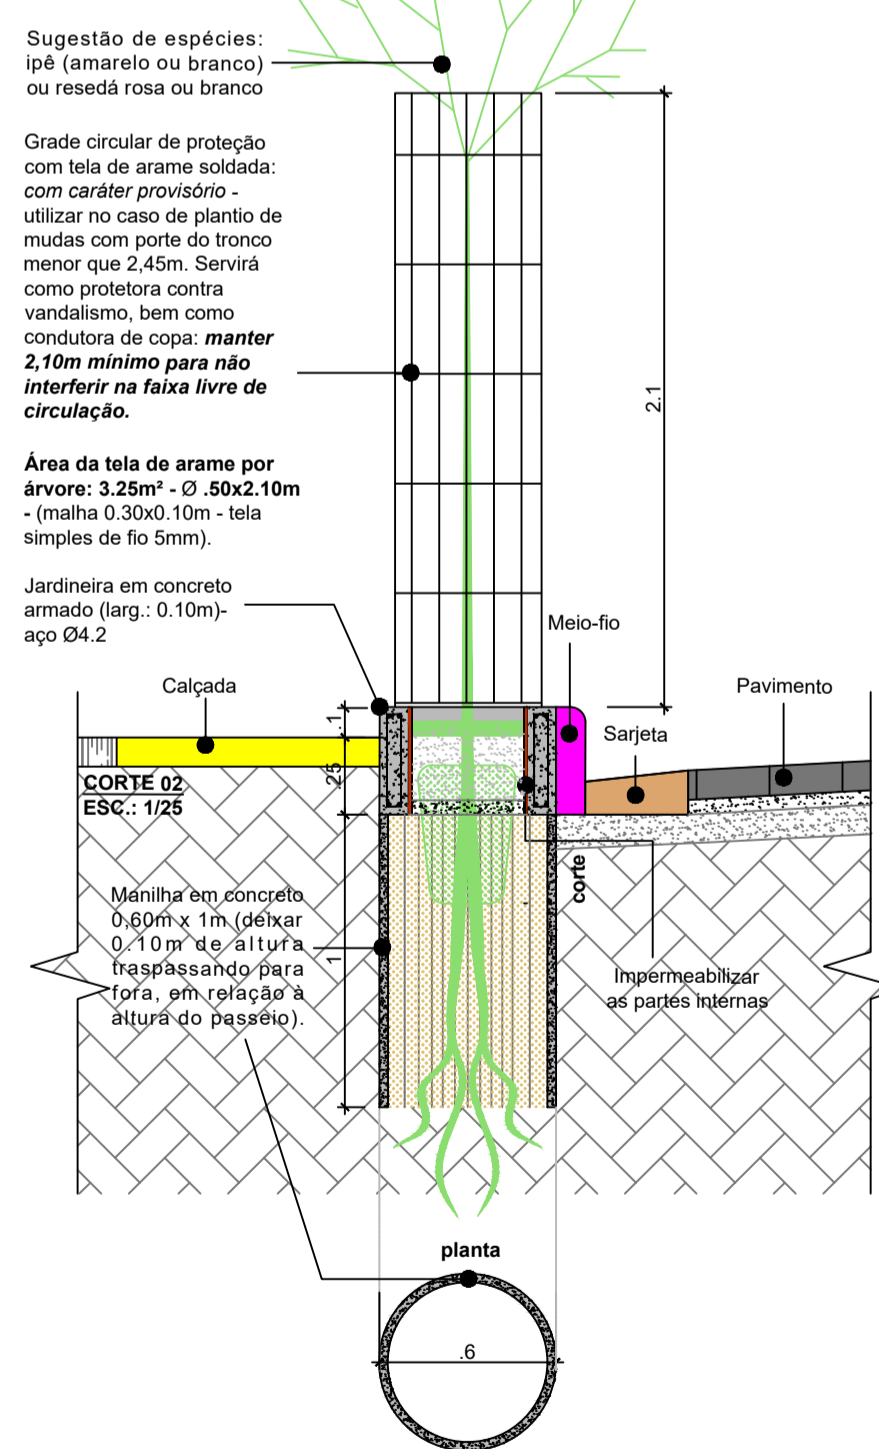 Sugestão de espécies:
ipê (amarelo ou branco)
ou resedá rosa ou branco
Grade circular de proteção
com tela de arame soldada:
com caráter provisório -
utilizar no caso de plantio de
mudas com porte do tronco
menor que 2,45m. Servirá
como protetora contra
vandalismo, bem como
condutora de copa: manter
2,10m mínimo para não
interferir na faixa livre de
circulação.
2.1
Área da tela de arame por
árvore: 3.25m² - Ø .50x2.10m
- (malha 0.30x0.10m - tela
simples de fio 5mm).
Jardineira em concreto
armado (larg.: 0.10m)-
aço Ø4.2
Meio-fio
Calçada
Pavimento
.1
Sarjeta
.25
CORTE 02
ESC.: 1/25
corte
Manilha em concreto
0,60m x 1m (deixar
0.10m de altura
traspassando para
fora, em relação à
altura do passeio).
1
Impermeabilizar
as partes internas
planta
.6